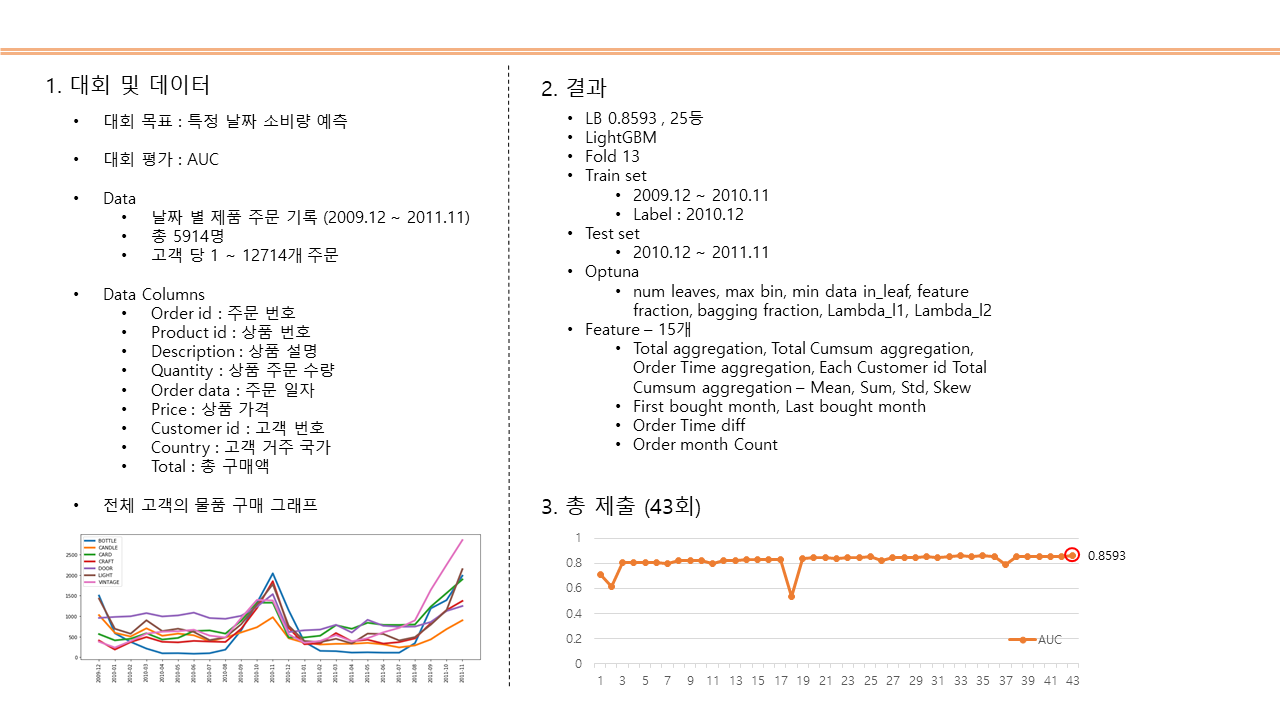 1. 대회 및 데이터
• 대회 목표 : 특정 날짜 소비량 예측
• 대회 평가 : AUC
• Data
• 날짜 별 제품 주문 기록 (2009.12 ~ 2011.11)
• 총 5914명
• 고객 당 1 ~ 12714개 주문
• Data Columns
• Order id : 주문 번호
• Product id : 상품 번호
• Description : 상품 설명
• Quantity : 상품 주문 수량
• Order data : 주문 일자
• Price : 상품 가격
• Customer id : 고객 번호
• Country : 고객 거주 국가
• Total : 총 구매액
• 전체 고객의 물품 구매 그래프
BOTTLE
CANDLE
CARD
CRAFT
DOOR
LIGHT
VINTAGE
2500
2000
1500
1000
500
0
2009-12 2010-01 2010-02 2010-03 2010-04 2010-05 2010-06 2010-07 2010-08 2010-09 2010-10 2010-11 2010-12 2011-01 2011-02 2011-03 2011-04 2011-05 2011-06 2011-07 2011-08 2011-09 2011-10 2011-11
2. 결과
• LB 0.8593 , 25등
• LightGBM
• Fold 13
• Train set
• 2009.12 ~ 2010.11
• Label : 2010.12
• Test set
• 2010.12 ~ 2011.11
• Optuna
• num leaves, max bin, min data in_leaf, feature
fraction, bagging fraction, Lambda_l1, Lambda_l2
• Feature – 15개
• Total aggregation, Total Cumsum aggregation,
Order Time aggregation, Each Customer id Total
Cumsum aggregation – Mean, Sum, Std, Skew
• First bought month, Last bought month
• Order Time diff
• Order month Count
3. 총 제출 (43회)
1
0.8
0.6
0.4
0.2
0
0.8593
AUC
1 3 5 7 9 11 13 15 17 19 21 23 25 27 29 31 33 35 37 39 41 43